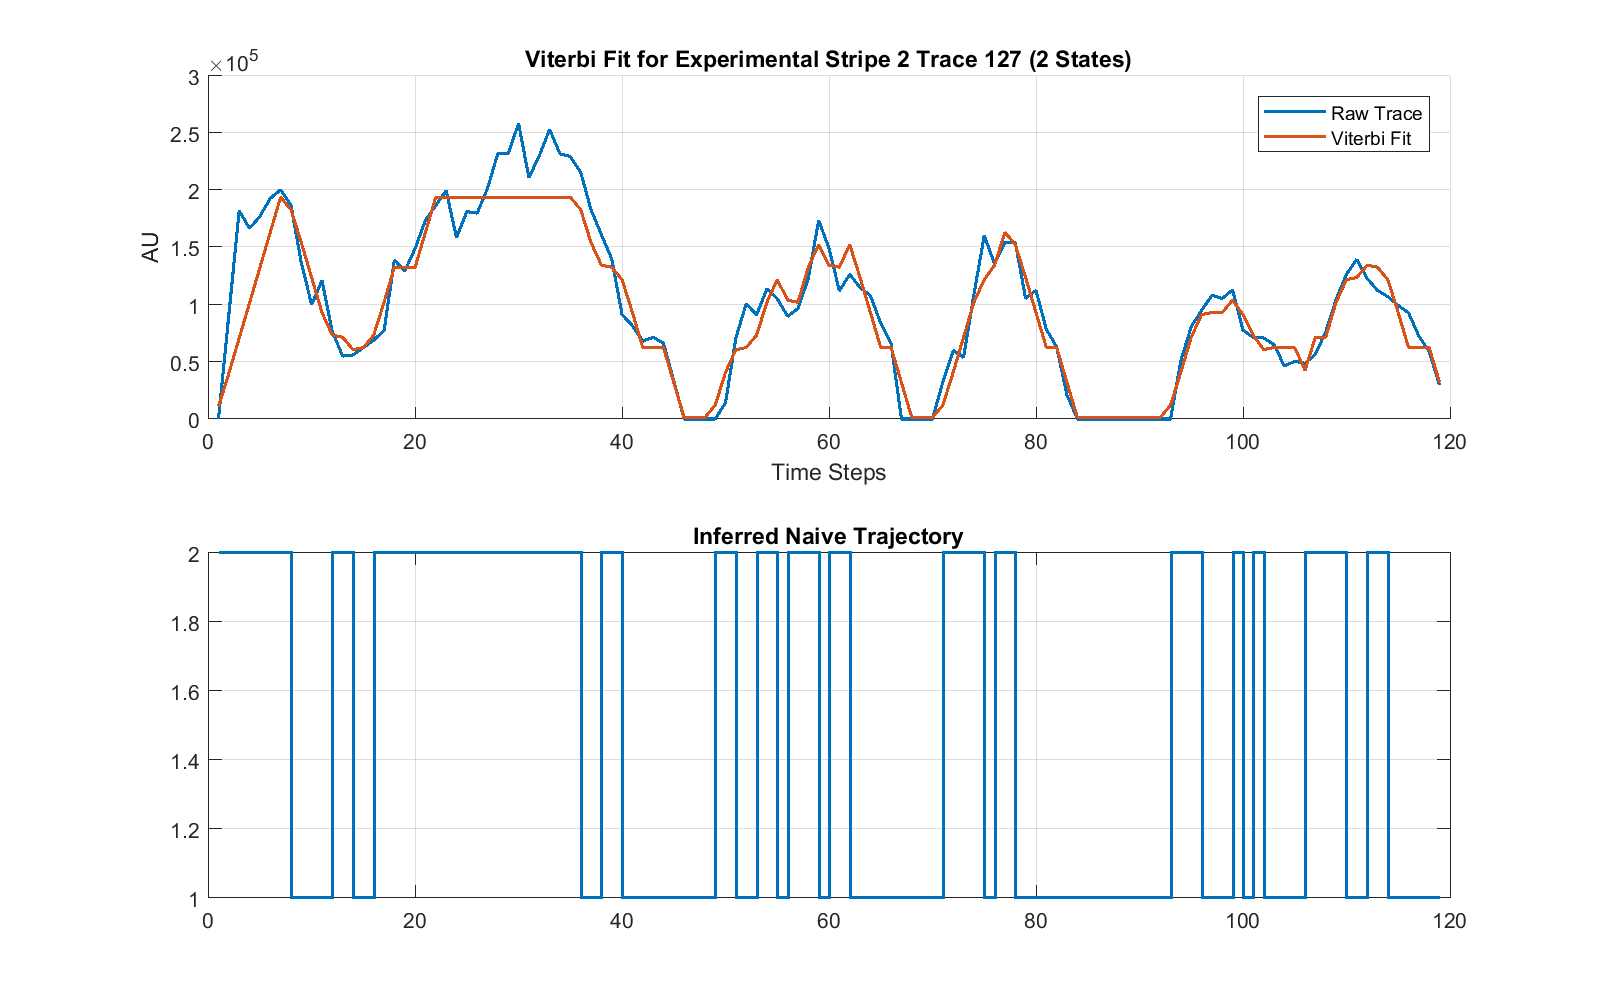 Viterbi Fit for Experimental Stripe 2 Trace 127 (2 States)
×10⁵
3
2.5
2
1.5
1
0.5
0
AU
Raw Trace
Viterbi Fit
0 20 40 60 80 100 120
Time Steps
Inferred Naive Trajectory
2
1.8
1.6
1.4
1.2
1
0 20 40 60 80 100 120